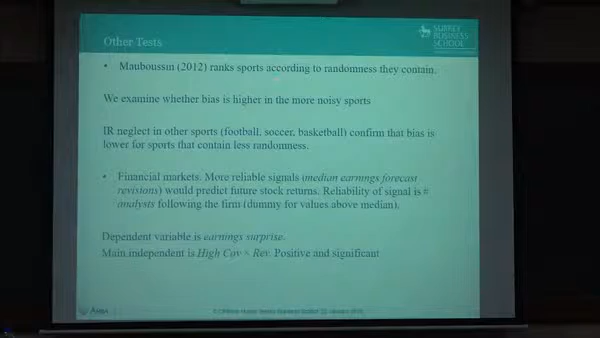 Other Tests
SURREY
BUSINESS
SCHOOL
• Mauboussin (2012) ranks sports according to randomness they contain.
We examine whether bias is higher in the more noisy sports
IR neglect in other sports (football, soccer, basketball) confirm that bias is
lower for sports that contain less randomness.
• Financial markets. More reliable signals (median earnings forecast
revisions) would predict future stock returns. Reliability of signal is #
analysts following the firm (dummy for values above median).
Dependent variable is earnings surprise.
Main independent is High Cov × Rev. Positive and significant